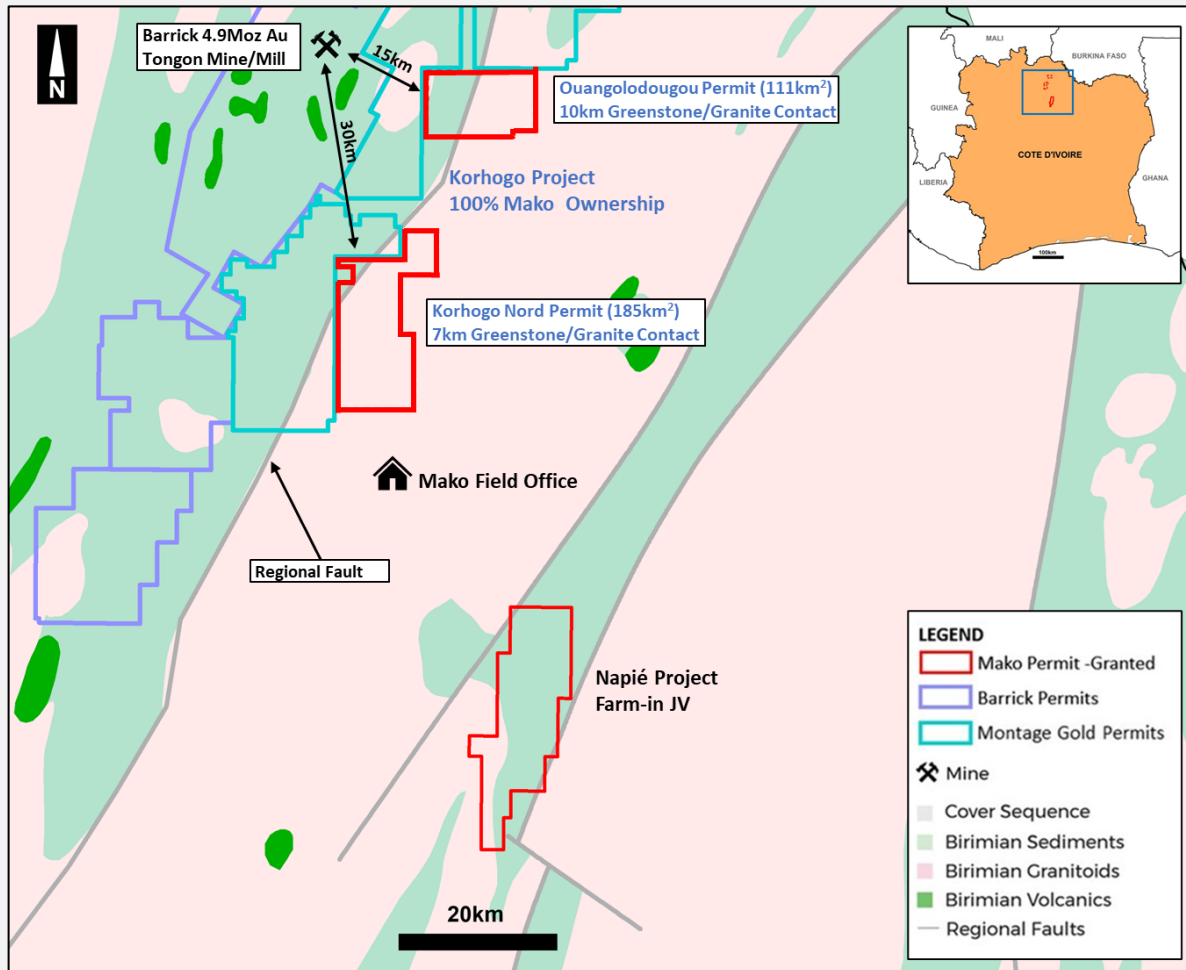 N
Barrick 4.9Moz Au
Tongon Mine/Mill
15km
30km
Ouangolodougou Permit (111km²)
10km Greenstone/Granite Contact
Korhogo Project
100% Mako Ownership
Korhogo Nord Permit (185km²)
7km Greenstone/Granite Contact
Mako Field Office
Regional Fault
Napié Project
Farm-in JV
20km
MALI
BURKINA FASO
GUINEA
COTE D'IVOIRE
LIBERIA
GHANA
100km
LEGEND
Mako Permit -Granted
Barrick Permits
Montage Gold Permits
Mine
Cover Sequence
Birimian Sediments
Birimian Granitoids
Birimian Volcanics
Regional Faults